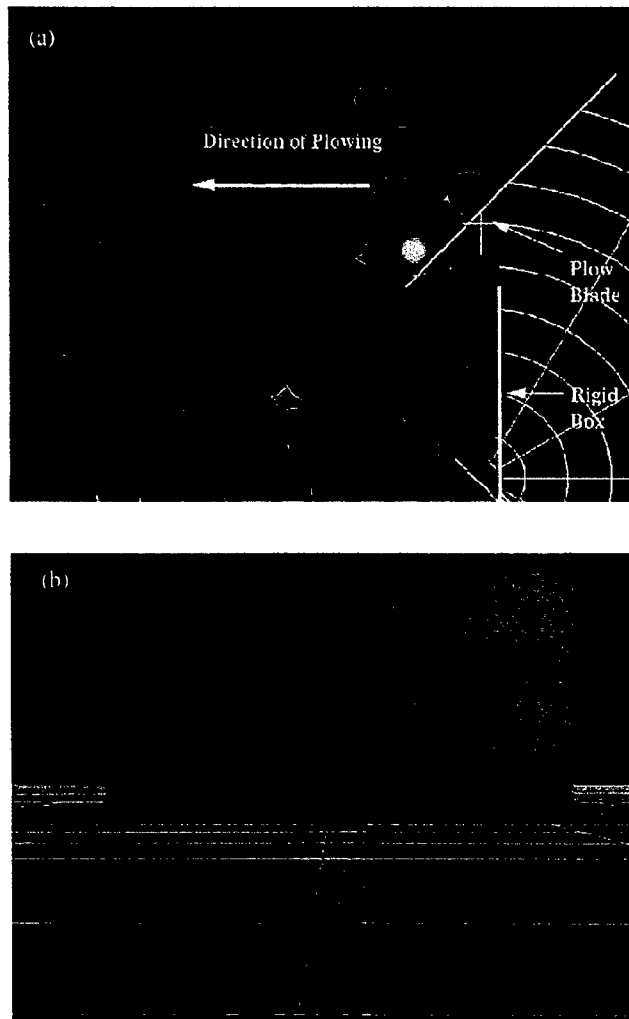 (a)
Direction of Plowing
Plow
Blade
Rigid
Box
(b)